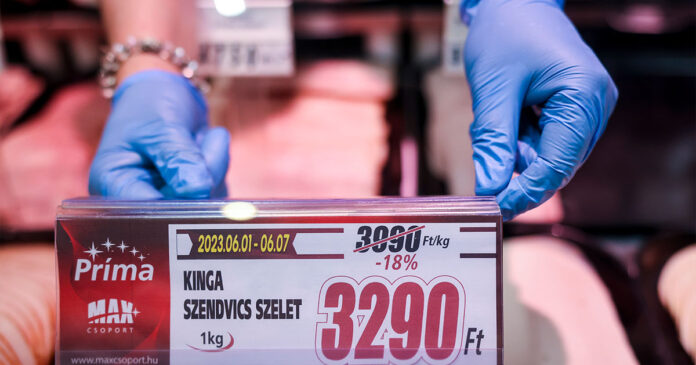 2023.06.01 - 06.07
3990 Ft/kg
-18%
Príma
MAX
CSOPORT
www.maxcsoport.hu
KINGA
SZENDVICS SZELET
1kg
3290 Ft